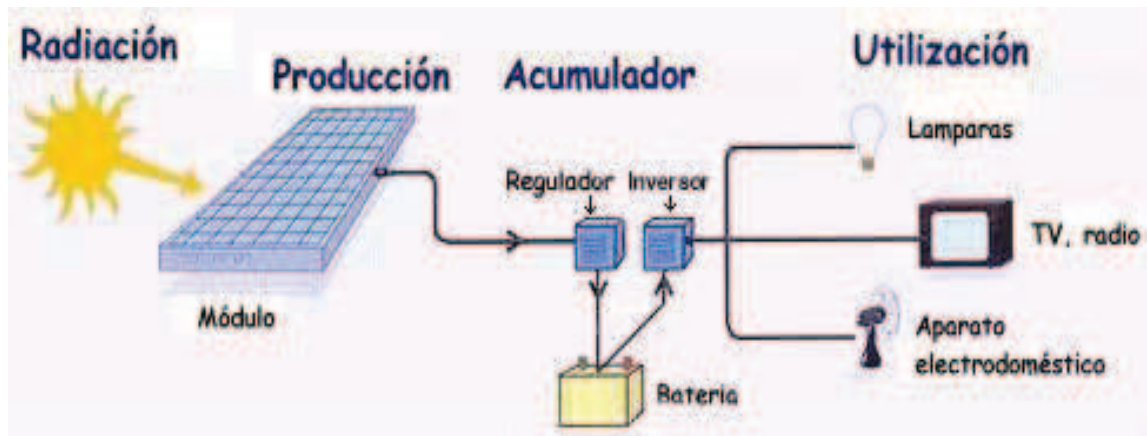 Radiación
Producción
Acumulador
Utilización
Lamparas
Regulador
Inversor
TV, radio
Módulo
Aparato
electrodoméstico
Bateria